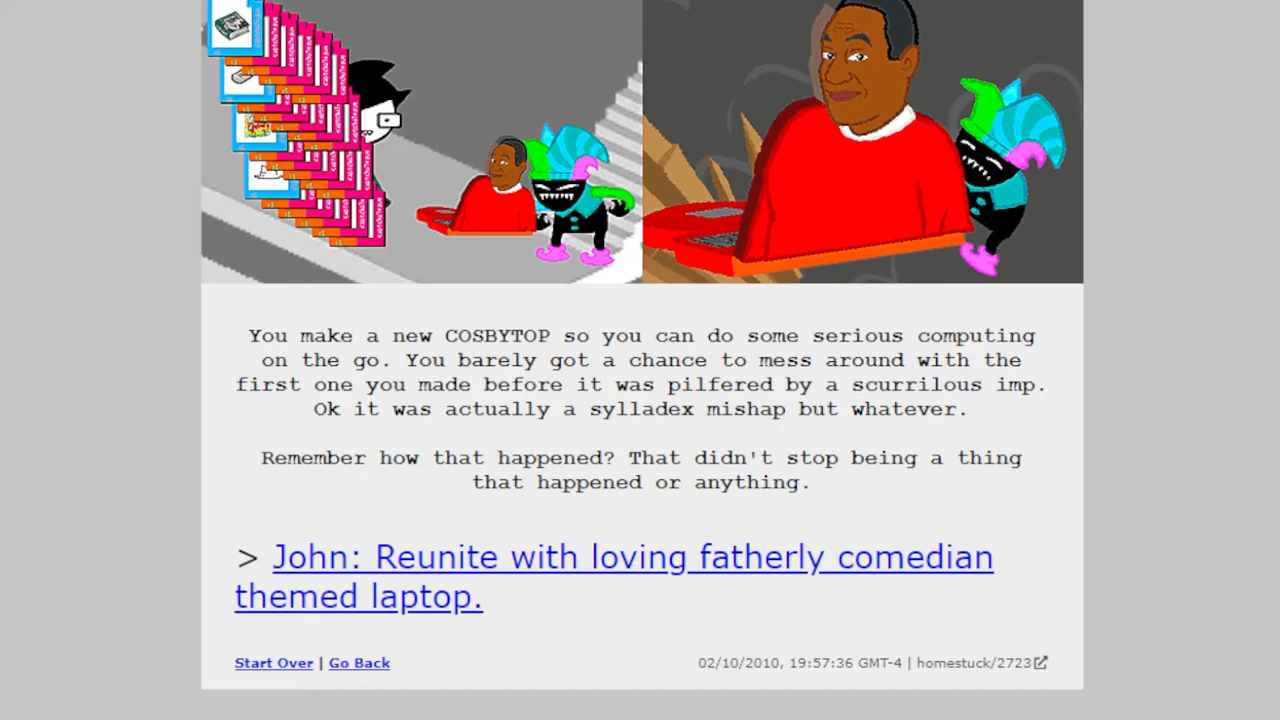 You make a new COSBYTOP so you can do some serious computing
on the go. You barely got a chance to mess around with the
first one you made before it was pilfered by a scurrilous imp.
Ok it was actually a sylladex mishap but whatever.
Remember how that happened? That didn't stop being a thing
that happened or anything.
> John: Reunite with loving fatherly comedian
themed laptop.
Start Over | Go Back
02/10/2010, 19:57:36 GMT-4 | homestuck/2723